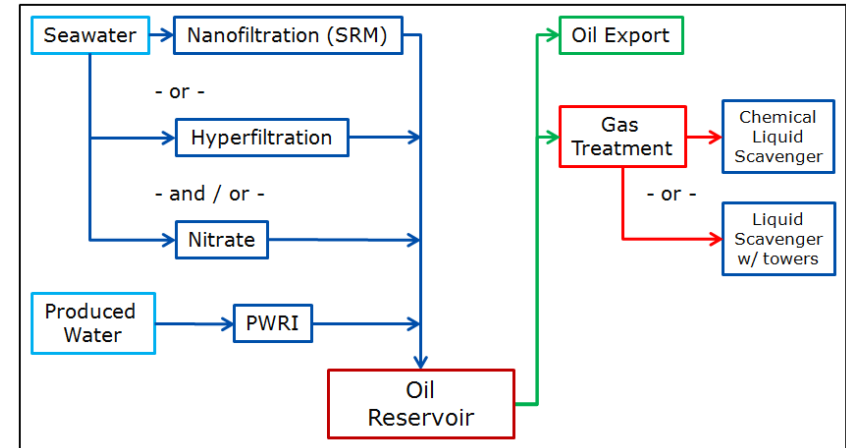 Seawater
Nanofiltration (SRM)
- or -
Hyperfiltration
- and / or -
Nitrate
Produced
Water
PWRI
Oil
Reservoir
Oil Export
Gas
Treatment
Chemical
Liquid
Scavenger
- or -
Liquid
Scavenger
w/ towers